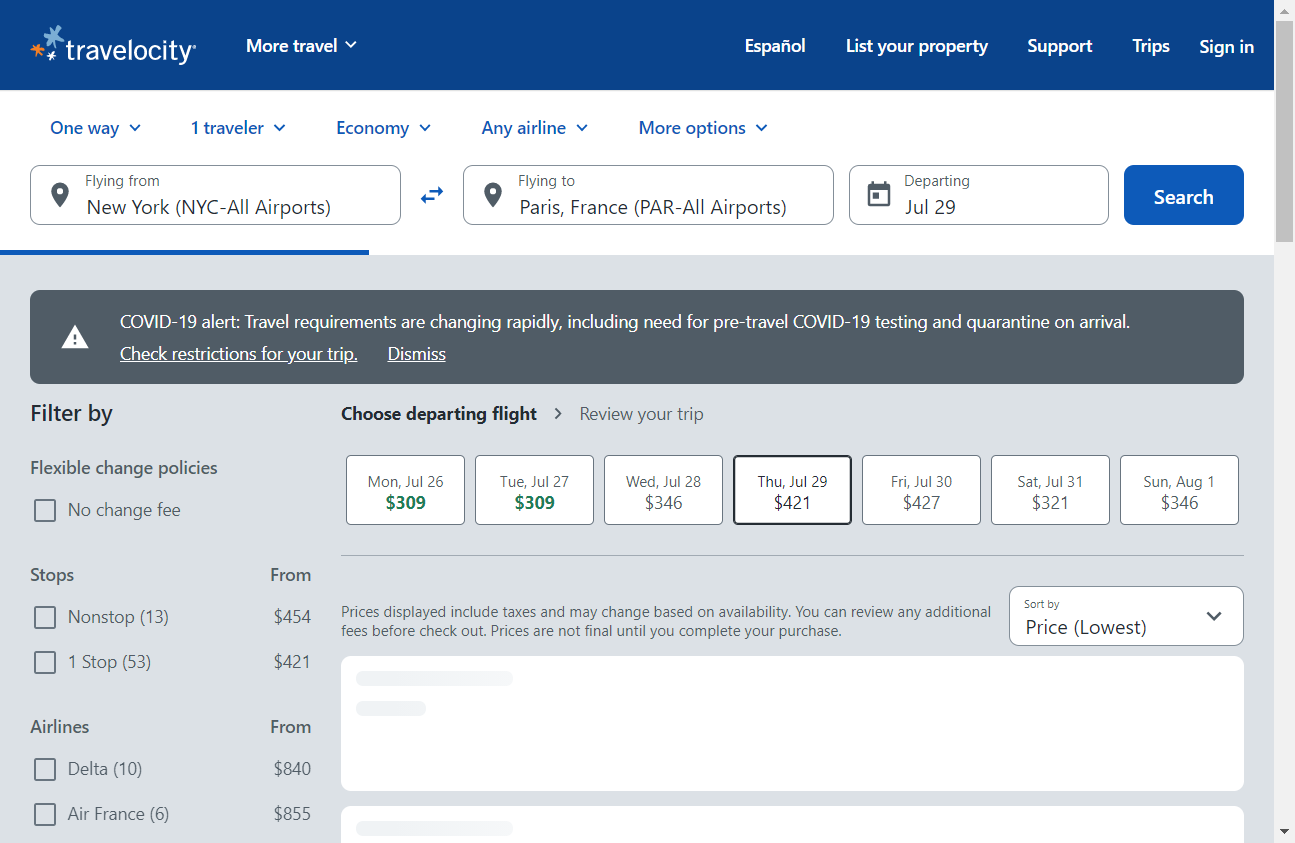 travelocity
More travel
Español
List your property
Support
Trips
Sign in
One way
1 traveler
Economy
Any airline
More options
Flying from
New York (NYC-All Airports)
Flying to
Paris, France (PAR-All Airports)
Departing
Jul 29
Search
COVID-19 alert: Travel requirements are changing rapidly, including need for pre-travel COVID-19 testing and quarantine on arrival.
Check restrictions for your trip. Dismiss
Filter by
Flexible change policies
No change fee
Stops From
Nonstop (13) $454
1 Stop (53) $421
Airlines From
Delta (10) $840
Air France (6) $855
Choose departing flight
Review your trip
Mon, Jul 26
$309
Tue, Jul 27
$309
Wed, Jul 28
$346
Thu, Jul 29
$421
Fri, Jul 30
$427
Sat, Jul 31
$321
Sun, Aug 1
$346
Prices displayed include taxes and may change based on availability. You can review any additional
fees before check out. Prices are not final until you complete your purchase.
Sort by
Price (Lowest)